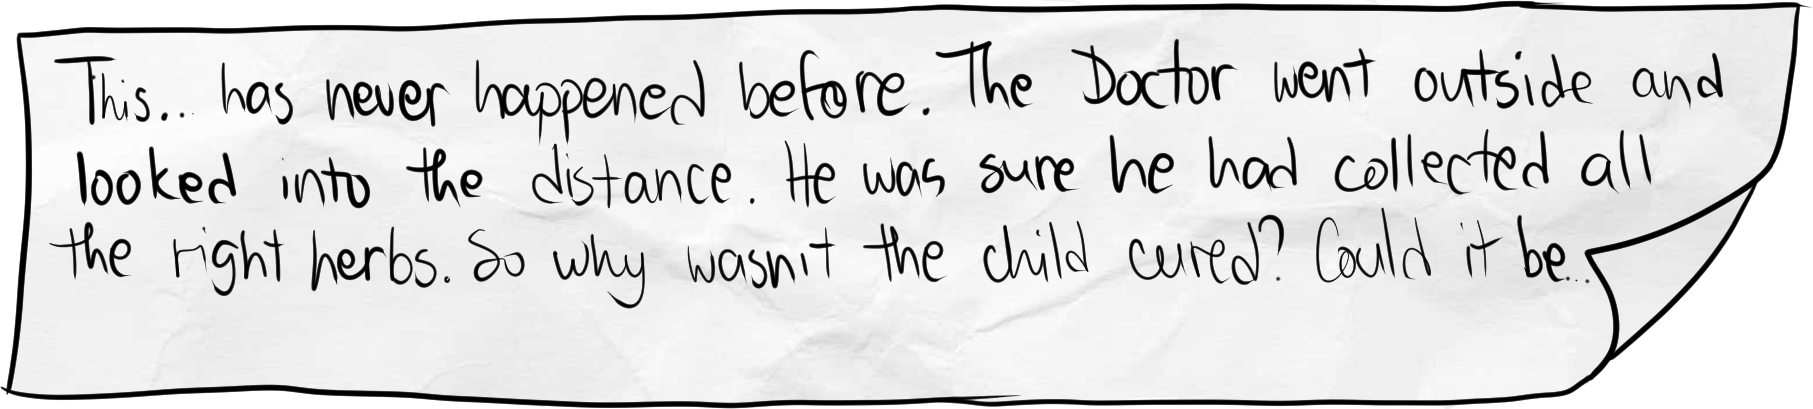 This... has never happened before. The Doctor went outside and
looked into the distance. He was sure he had collected all
the right herbs. So why wasn't the child cured? Could it be...